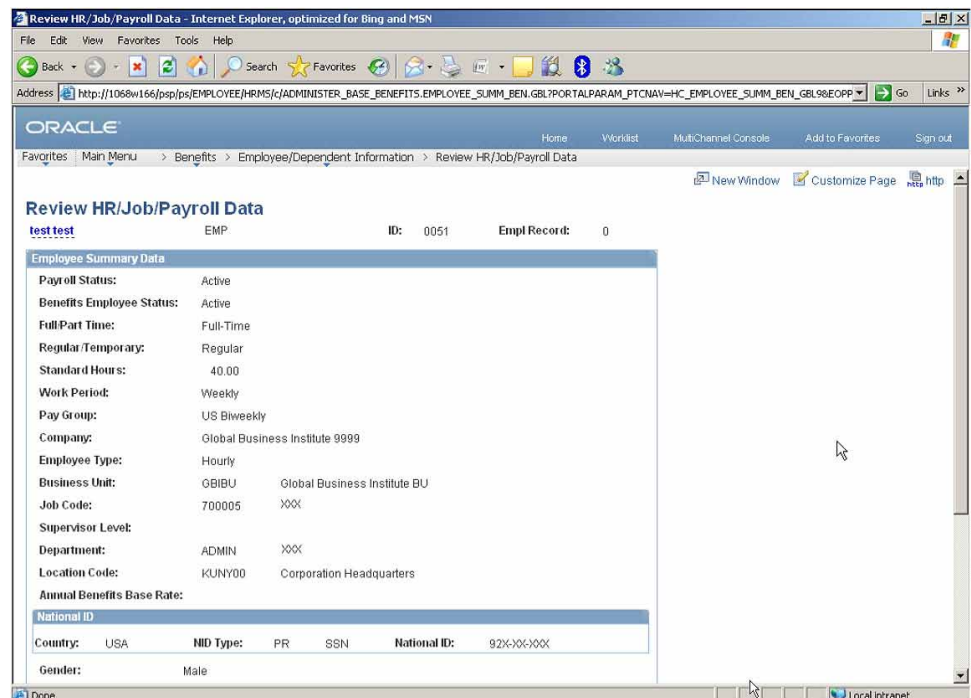 Review HR/Job/Payroll Data - Internet Explorer, optimized for Bing and MSN
File Edit View Favorites Tools Help
Back Search Favorites
Address http://1068w166/psp/ps/EMPLOYEE/HRMS/c/ADMINISTER_BASE_BENEFITS.EMPLOYEE_SUMM_BEN.GBL?PORTALPARAM_PTCNAV=HC_EMPLOYEE_SUMM_BEN_GBL9&EOPP Go Links »
ORACLE
Home Worklist MultiChannel Console Add to Favorites Sign out
Favorites Main Menu > Benefits > Employee/Dependent Information > Review HR/Job/Payroll Data
New Window Customize Page http
Review HR/Job/Payroll Data
test test EMP ID: 0051 Empl Record: 0
Employee Summary Data
Payroll Status: Active
Benefits Employee Status: Active
Full/Part Time: Full-Time
Regular/Temporary: Regular
Standard Hours: 40.00
Work Period: Weekly
Pay Group: US Biweekly
Company: Global Business Institute 9999
Employee Type: Hourly
Business Unit: GBIBU Global Business Institute BU
Job Code: 700005 XXX
Supervisor Level:
Department: ADMIN XXX
Location Code: KUNY00 Corporation Headquarters
Annual Benefits Base Rate:
National ID
Country: USA NID Type: PR SSN National ID: 92X-XX-XXX
Gender: Male
Done Local intranet